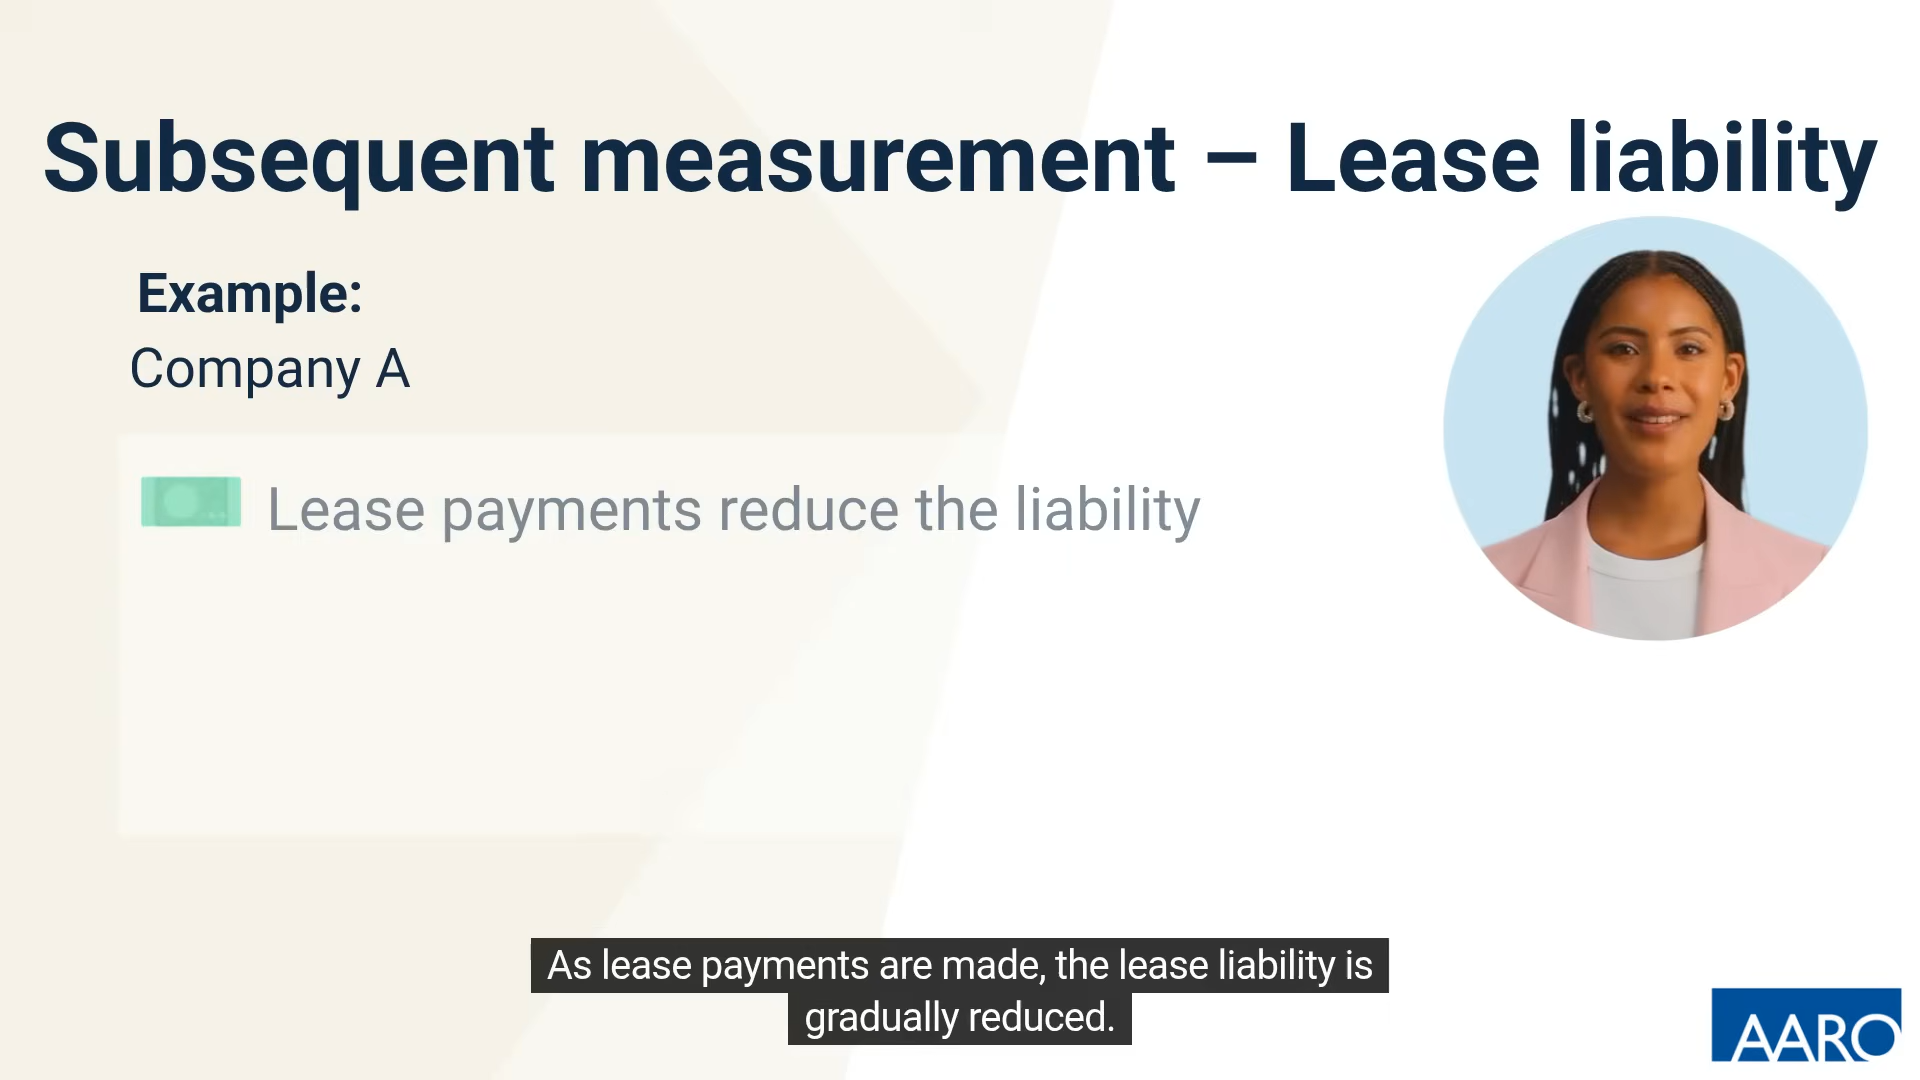 Subsequent measurement – Lease liability
Example:
Company A
Lease payments reduce the liability
As lease payments are made, the lease liability is
gradually reduced.
AARO